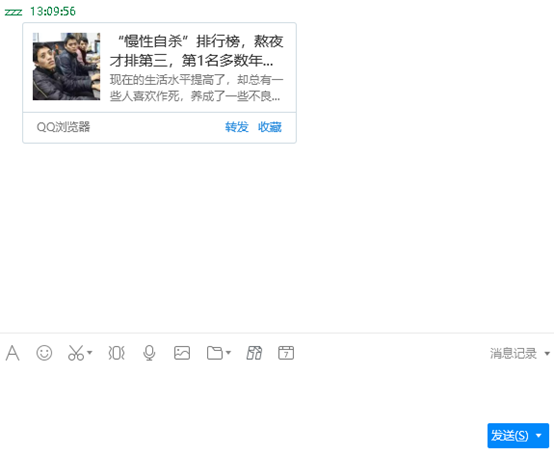 zzz 13:09:56
“慢性自杀”排行榜，熬夜
才排第三，第1名多数年...
现在的生活水平提高了，却总有一
些人喜欢作死，养成了一些不良...
QQ浏览器 转发 收藏
A 7 消息记录
发送(S)